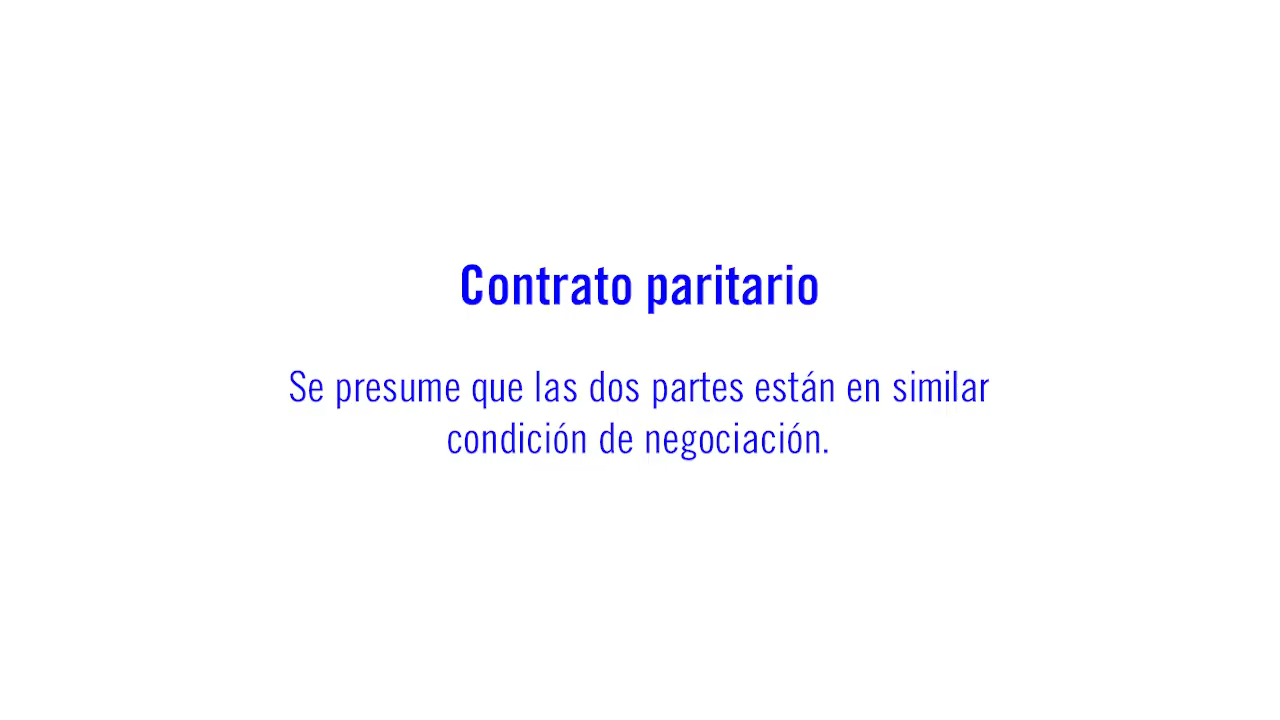 Contrato paritario
Se presume que las dos partes están en similar
condición de negociación.